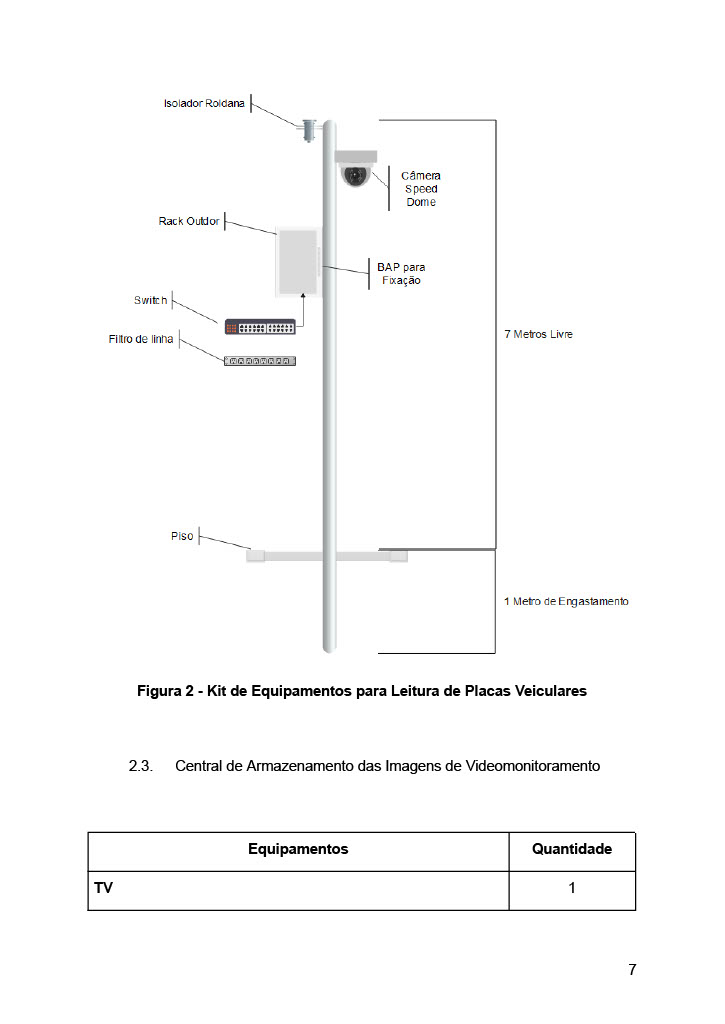 Isolador Roldana
Câmera
Speed
Dome
Rack Outdor
BAP para
Fixação
Switch
Filtro de linha
7 Metros Livre
Piso
1 Metro de Engastamento
Figura 2 - Kit de Equipamentos para Leitura de Placas Veiculares
2.3. Central de Armazenamento das Imagens de Videomonitoramento
Equipamentos Quantidade
TV 1
7